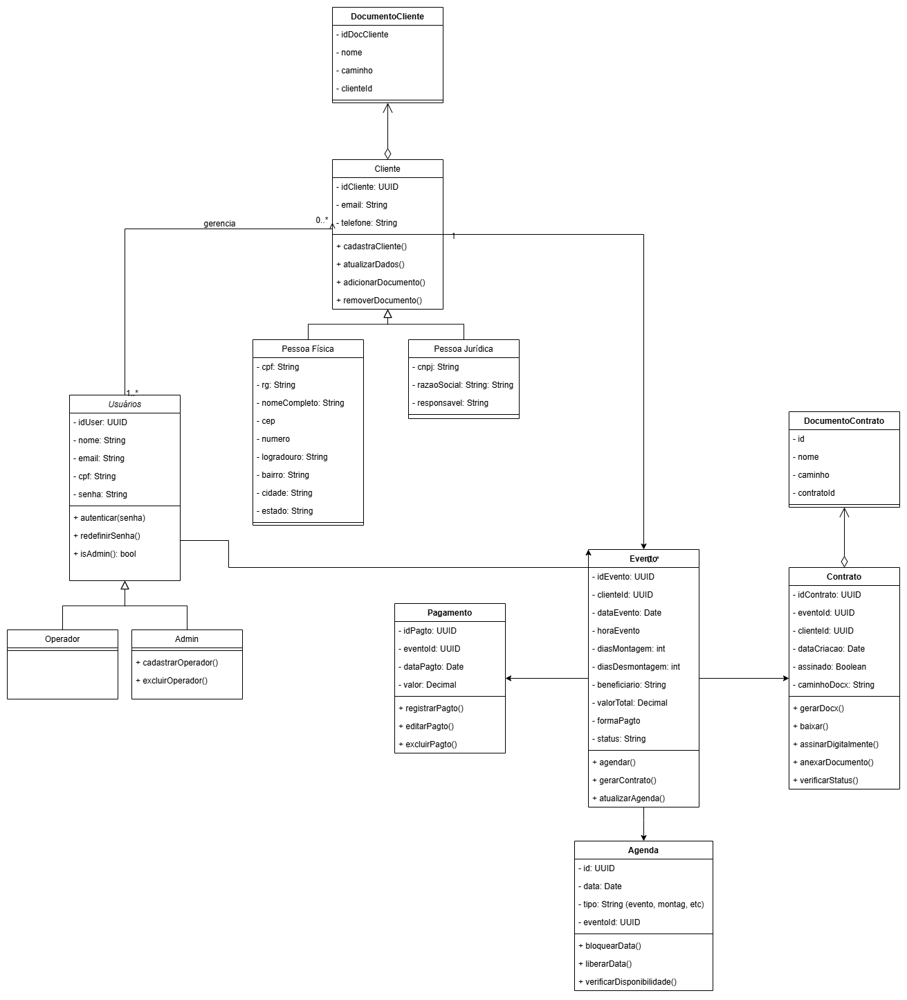 DocumentoCliente
- idDocCliente
- nome
- caminho
- clienteId
Cliente
- idCliente: UUID
- email: String
- telefone: String
+ cadastraCliente()
+ atualizarDados()
+ adicionarDocumento()
+ removerDocumento()
gerencia
0..*
1
1..*
Pessoa Física
- cpf: String
- rg: String
- nomeCompleto: String
- cep
- numero
- logradouro: String
- bairro: String
- cidade: String
- estado: String
Pessoa Jurídica
- cnpj: String
- razaoSocial: String: String
- responsavel: String
Usuários
- idUser: UUID
- nome: String
- email: String
- cpf: String
- senha: String
+ autenticar(senha)
+ redefinirSenha()
+ isAdmin(): bool
Operador
Admin
+ cadastrarOperador()
+ excluirOperador()
DocumentoContrato
- id
- nome
- caminho
- contratoId
Evento
0..*
- idEvento: UUID
- clienteId: UUID
- dataEvento: Date
- horaEvento
- diasMontagem: int
- diasDesmontagem: int
- beneficiario: String
- valorTotal: Decimal
- formaPagto
- status: String
+ agendar()
+ gerarContrato()
+ atualizarAgenda()
Pagamento
- idPagto: UUID
- eventoId: UUID
- dataPagto: Date
- valor: Decimal
+ registrarPagto()
+ editarPagto()
+ excluirPagto()
Contrato
- idContrato: UUID
- eventoId: UUID
- clienteId: UUID
- dataCriacao: Date
- assinado: Boolean
- caminhoDocx: String
+ gerarDocx()
+ baixar()
+ assinarDigitalmente()
+ anexarDocumento()
+ verificarStatus()
Agenda
- id: UUID
- data: Date
- tipo: String (evento, montag, etc)
- eventoId: UUID
+ bloquearData()
+ liberarData()
+ verificarDisponibilidade()